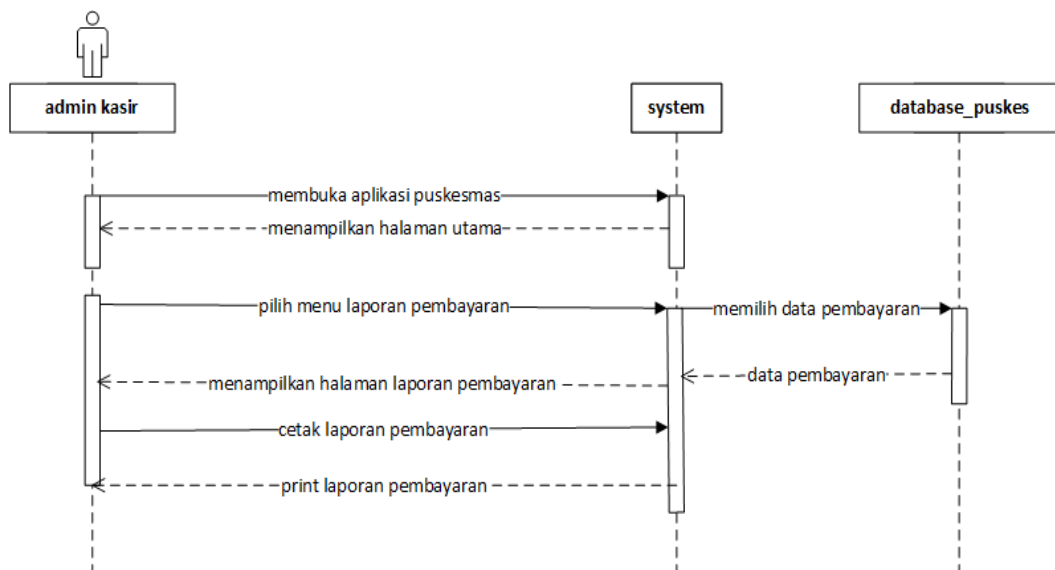 admin kasir
system
database_puskes
membuka aplikasi puskesmas
menampilkan halaman utama
pilih menu laporan pembayaran
memilih data pembayaran
data pembayaran
menampilkan halaman laporan pembayaran
cetak laporan pembayaran
print laporan pembayaran